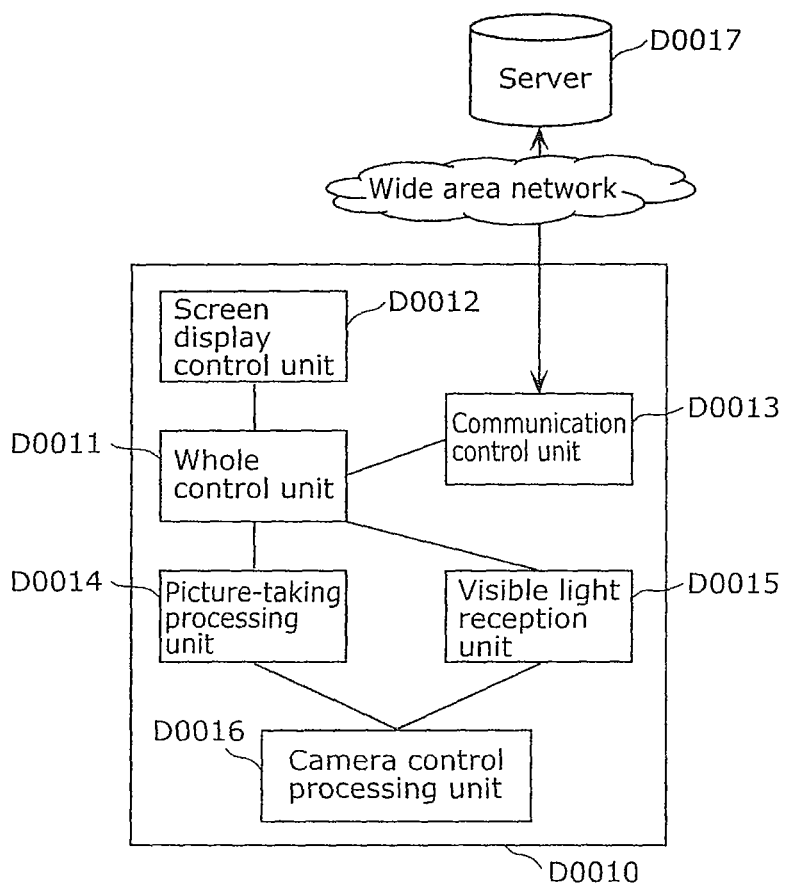 D0017
Server
Wide area network
Screen
display
control unit
D0012
Communication
control unit
D0013
D0011
Whole
control unit
D0014
Picture-taking
processing
unit
Visible light
reception
unit
D0015
D0016
Camera control
processing unit
D0010